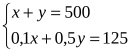 x + y = 500
0,1x + 0,5y = 125